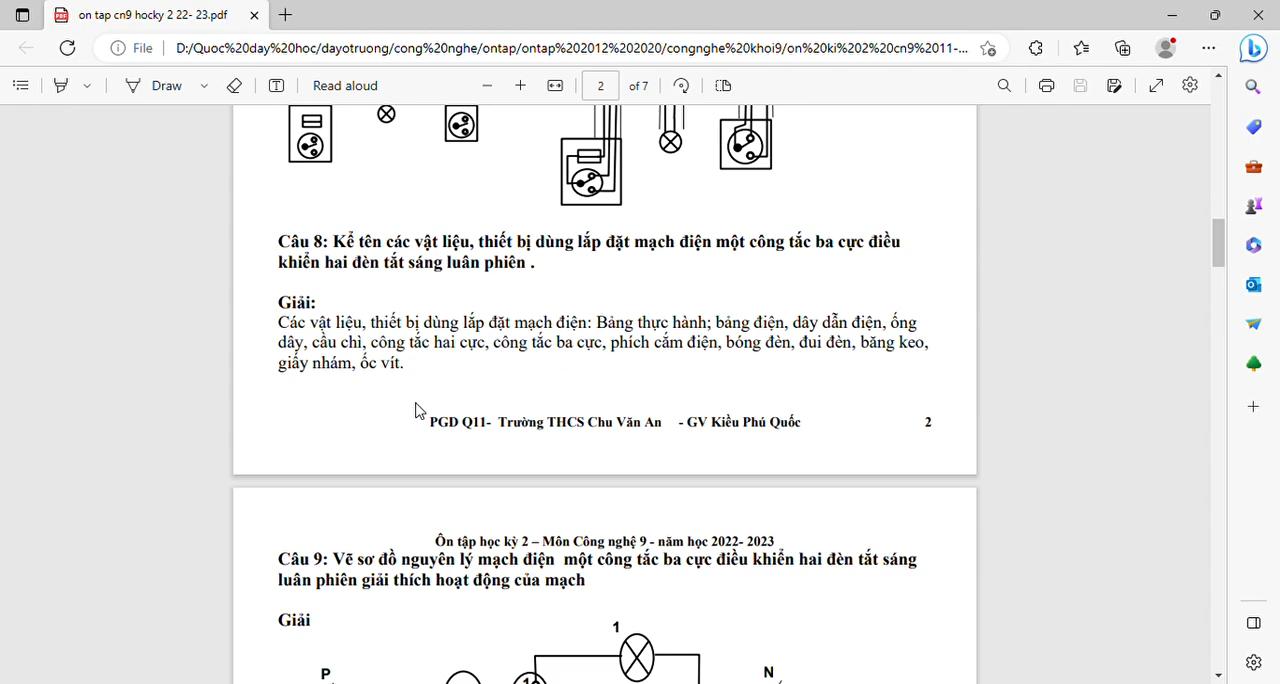 on tap cn9 hocky 2 22- 23.pdf
File
D:/Quoc%20day%20hoc/dayotruong/cong%20nghe/ontap/ontap%202012%202020/congnghe%20khoi9/on%20ki%202%20cn9%2011-...
Draw
Read aloud
2
of 7
Câu 8: Kể tên các vật liệu, thiết bị dùng lắp đặt mạch điện một công tắc ba cực điều
khiển hai đèn tắt sáng luân phiên .
Giải:
Các vật liệu, thiết bị dùng lắp đặt mạch điện: Bảng thực hành; bảng điện, dây dẫn điện, ống
dây, cầu chì, công tắc hai cực, công tắc ba cực, phích cắm điện, bóng đèn, đui đèn, băng keo,
giấy nhám, ốc vít.
PGD Q11- Trường THCS Chu Văn An - GV Kiều Phú Quốc 2
Ôn tập học kỳ 2 – Môn Công nghệ 9 - năm học 2022- 2023
Câu 9: Vẽ sơ đồ nguyên lý mạch điện một công tắc ba cực điều khiển hai đèn tắt sáng
luân phiên giải thích hoạt động của mạch
Giải
1
P
N